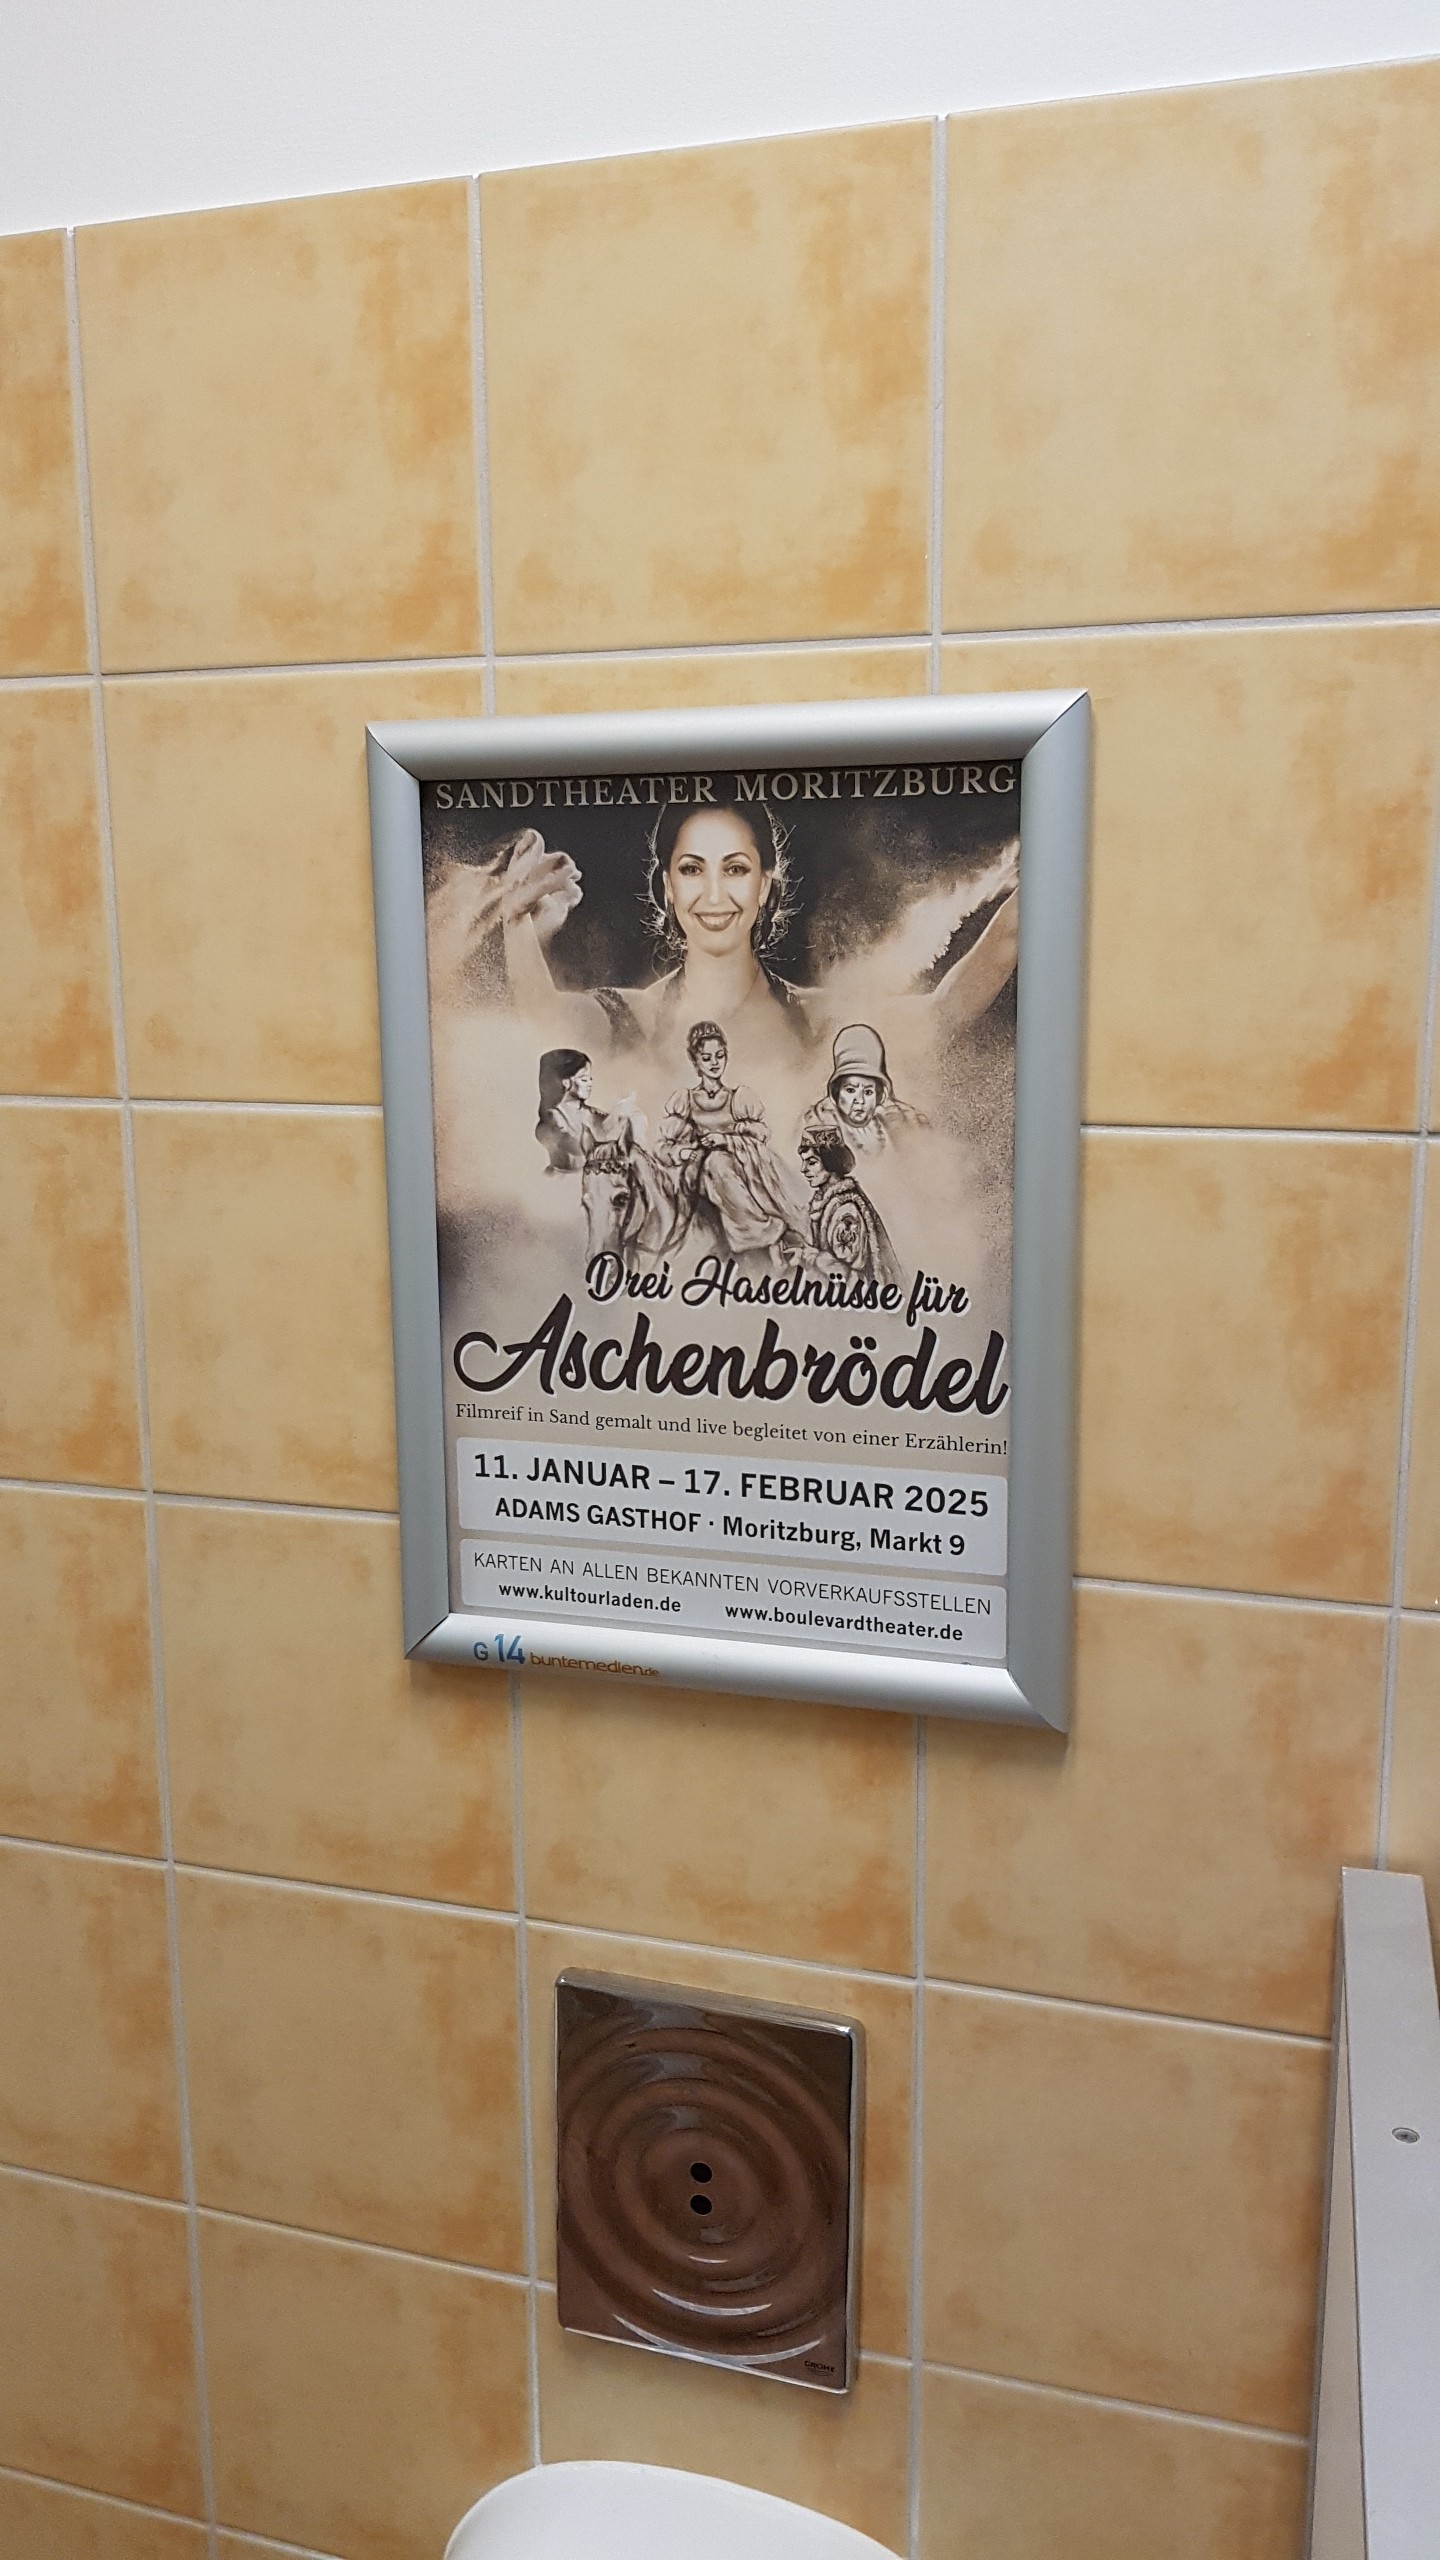 SANDTHEATER MORITZBURG
Drei Haselnüsse für
Aschenbrödel
Filmreif in Sand gemalt und live begleitet von einer Erzählerin!
11. JANUAR – 17. FEBRUAR 2025
ADAMS GASTHOF · Moritzburg, Markt 9
KARTEN AN ALLEN BEKANNTEN VORVERKAUFSSTELLEN
www.kultourladen.de www.boulevardtheater.de
G 14 buntemedien.de
GROHE